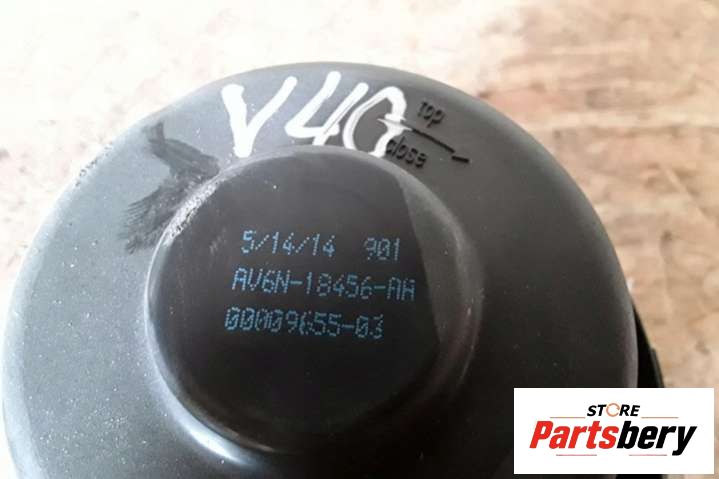 V40
Top
close
5/14/14 901
AV6N-18456-AA
00009655-03
STORE
Partsbery